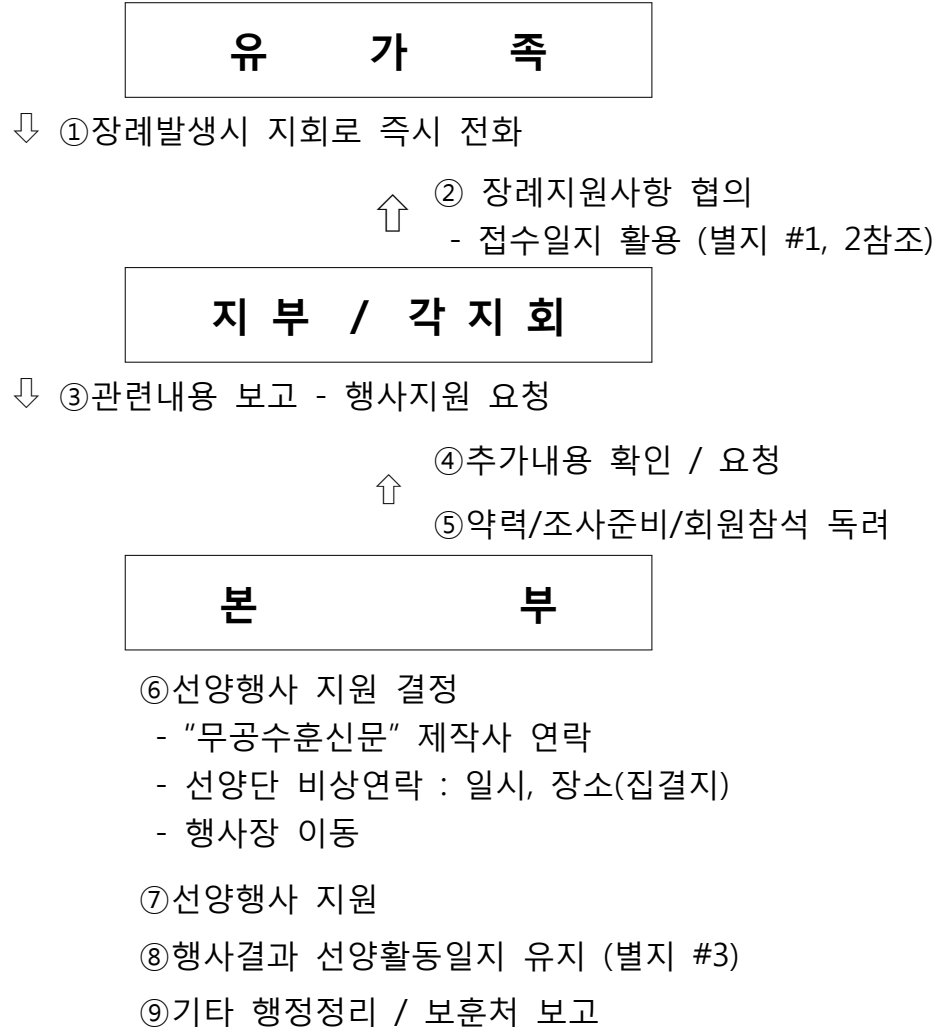 유 가 족
⇩ ①장례발생시 지회로 즉시 전화
⇧ ② 장례지원사항 협의
- 접수일지 활용 (별지 #1, 2참조)
지 부 / 각 지 회
⇩ ③관련내용 보고 - 행사지원 요청
④추가내용 확인 / 요청
⇧
⑤약력/조사준비/회원참석 독려
본 부
⑥선양행사 지원 결정
- "무공수훈신문" 제작사 연락
- 선양단 비상연락 : 일시, 장소(집결지)
- 행사장 이동
⑦선양행사 지원
⑧행사결과 선양활동일지 유지 (별지 #3)
⑨기타 행정정리 / 보훈처 보고